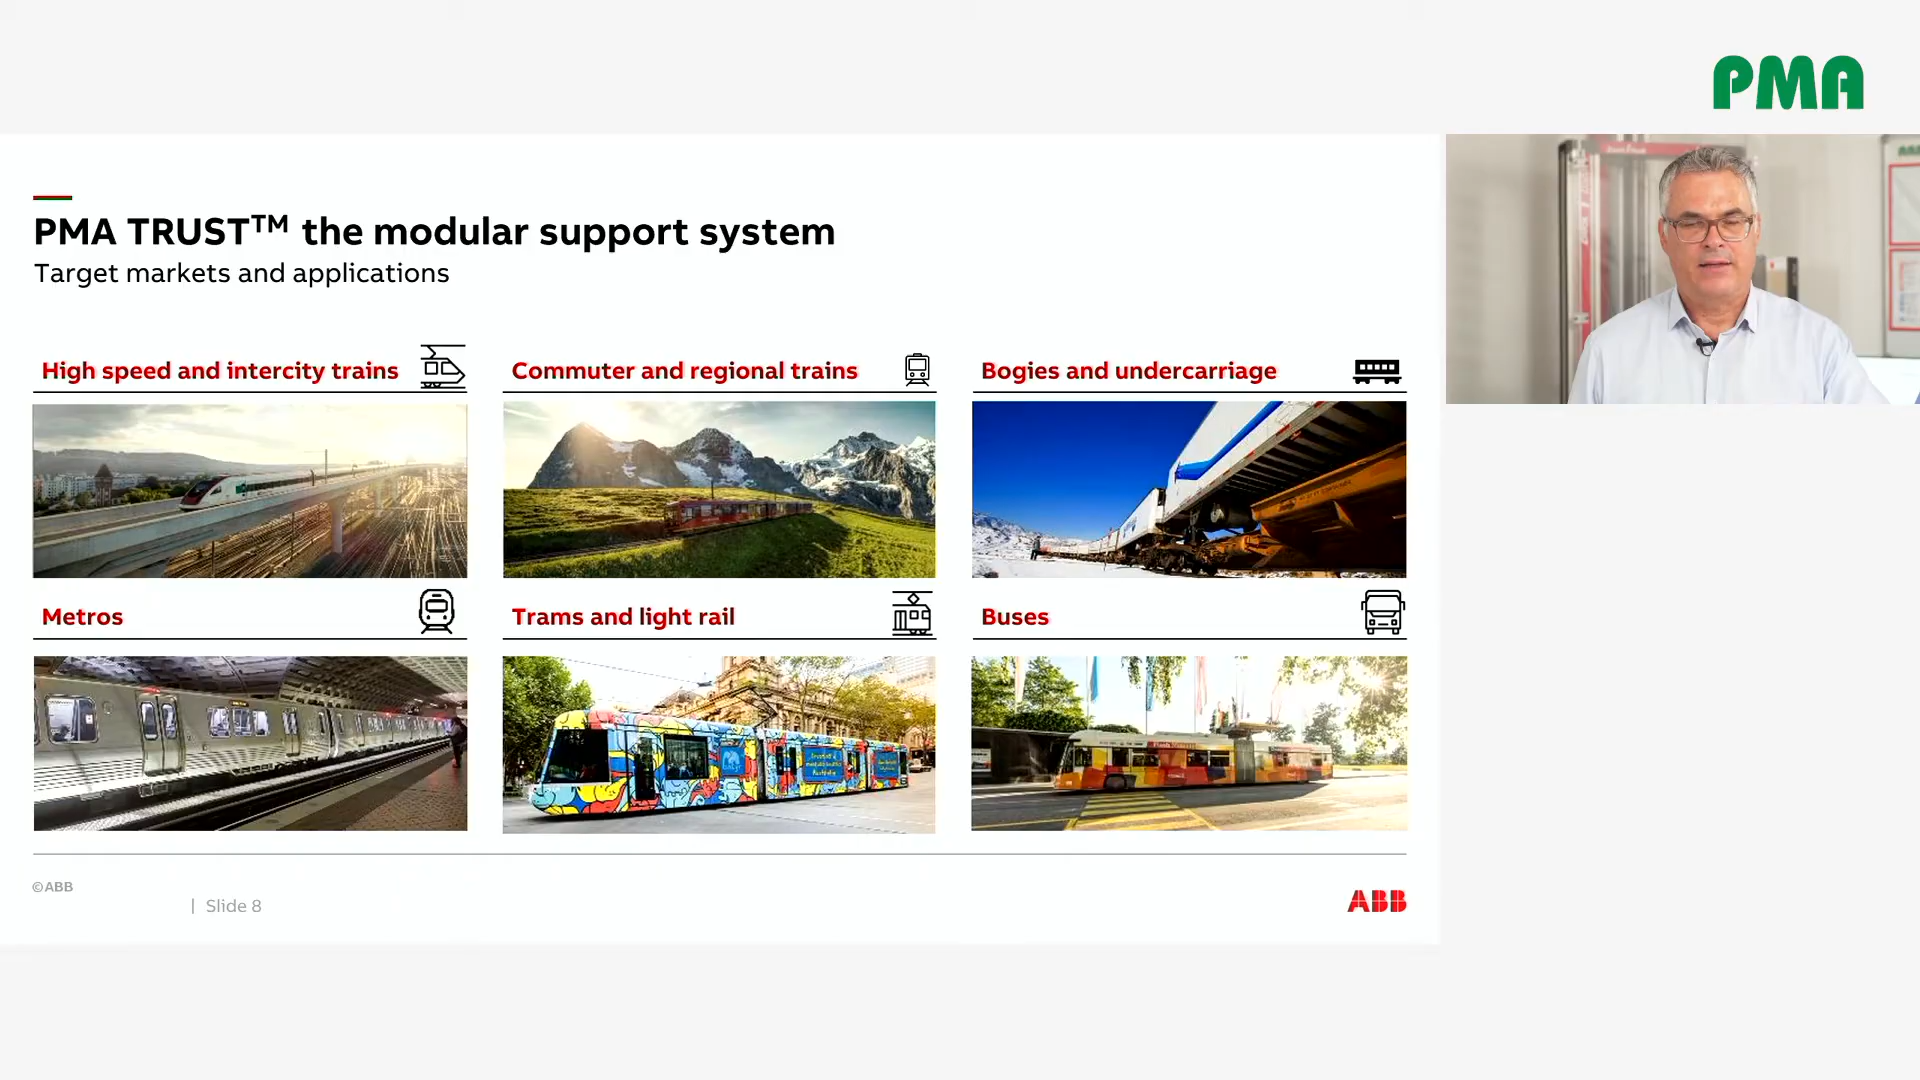 PMA
PMA TRUST™ the modular support system
Target markets and applications
High speed and intercity trains
Commuter and regional trains
Bogies and undercarriage
Metros
Trams and light rail
Buses
©ABB
| Slide 8
ABB